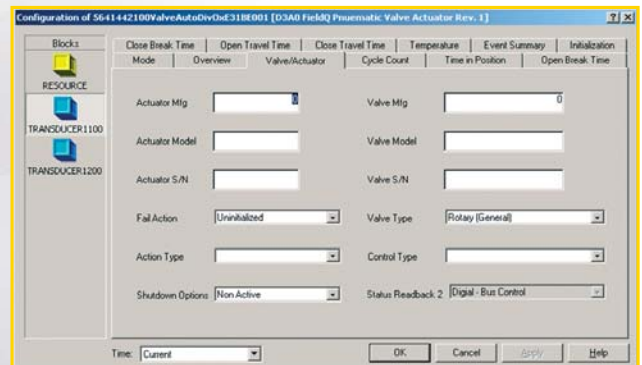 Configuration of 5641442100ValveAutoDivOxE31BE001 [D3A0 FieldQ Pnuematic Valve Actuator Rev. 1]
Blocks
RESOURCE
TRANSDUCER1100
TRANSDUCER1200
Close Break Time Open Travel Time Close Travel Time Temperature Event Summary Initialization
Mode Overview Valve/Actuator Cycle Count Time in Position Open Break Time
Actuator Mfg 0 Valve Mfg 0
Actuator Model Valve Model
Actuator S/N Valve S/N
Fail Action Uninitialized Valve Type Rotary (General)
Action Type Control Type
Shutdown Options Non Active Status Readback 2 Digial - Bus Control
Time: Current OK Cancel Apply Help